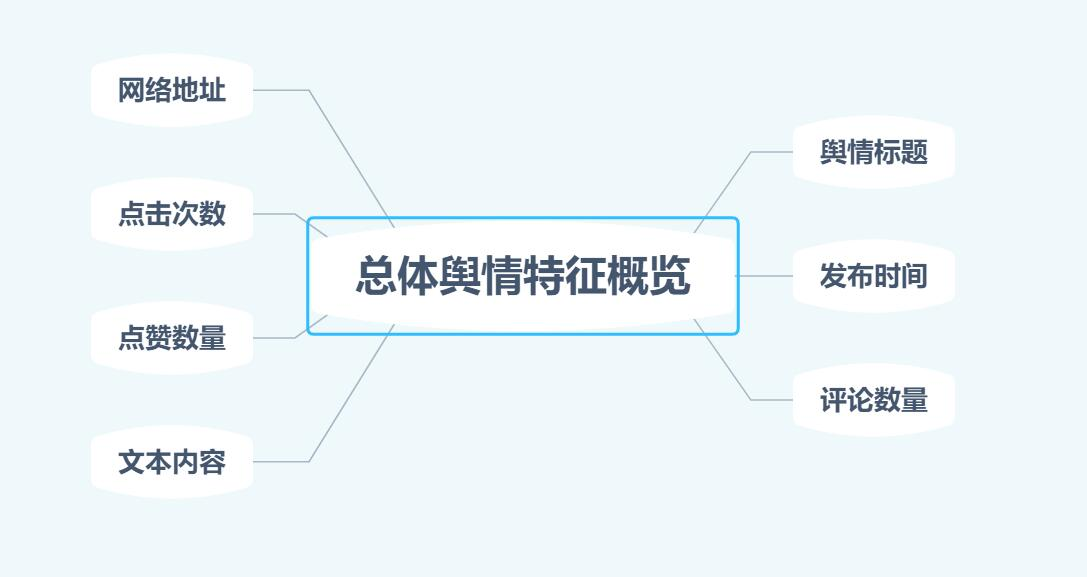 网络地址
点击次数
点赞数量
文本内容
总体舆情特征概览
舆情标题
发布时间
评论数量